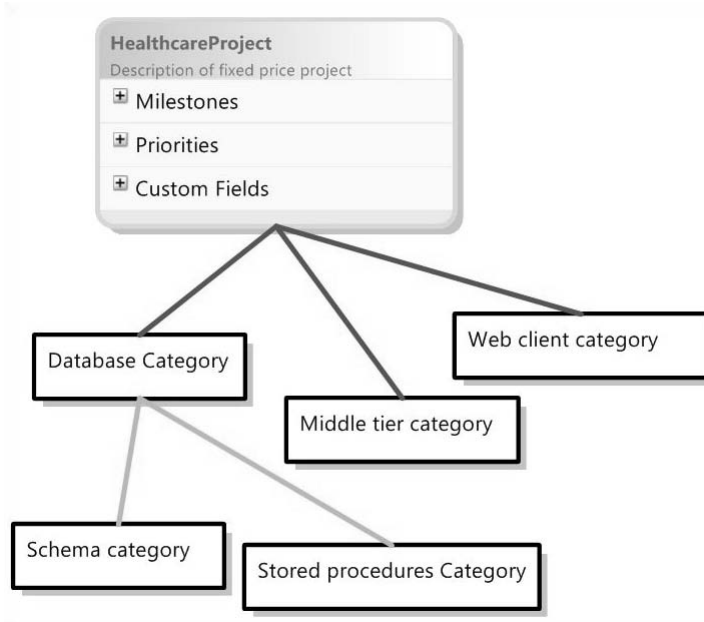 HealthcareProject
Description of fixed price project
Milestones
Priorities
Custom Fields
Web client category
Database Category
Middle tier category
Schema category
Stored procedures Category